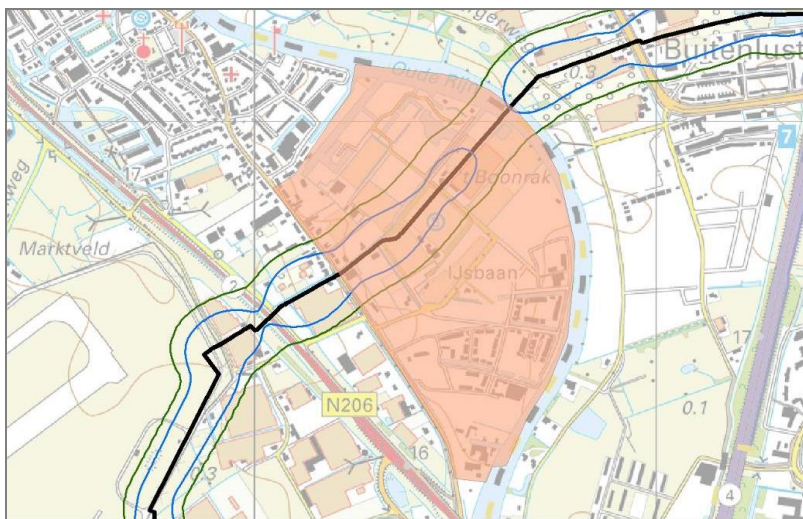 Buitenlust
0.3
Oude Rijn
7
17
't Boonrak
Marktveld
IJsbaan
2
17
N206
0.1
16
0.3
4